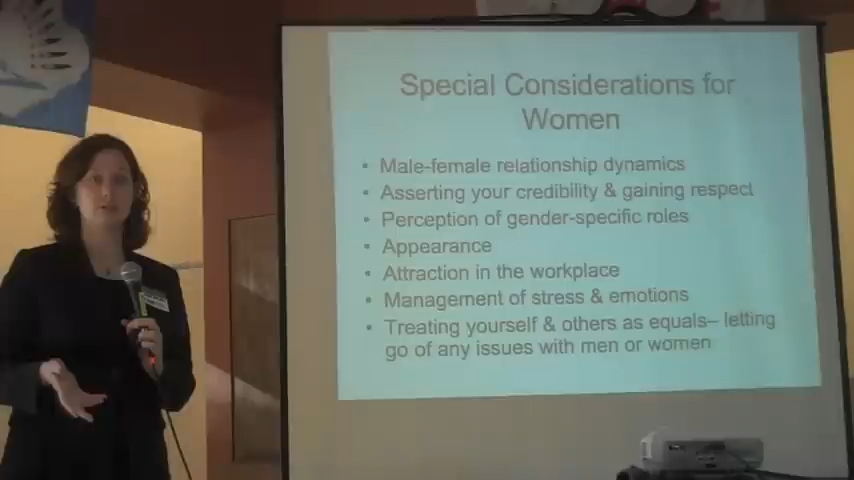 Special Considerations for
Women
• Male-female relationship dynamics
• Asserting your credibility & gaining respect
• Perception of gender-specific roles
• Appearance
• Attraction in the workplace
• Management of stress & emotions
• Treating yourself & others as equals– letting
go of any issues with men or women